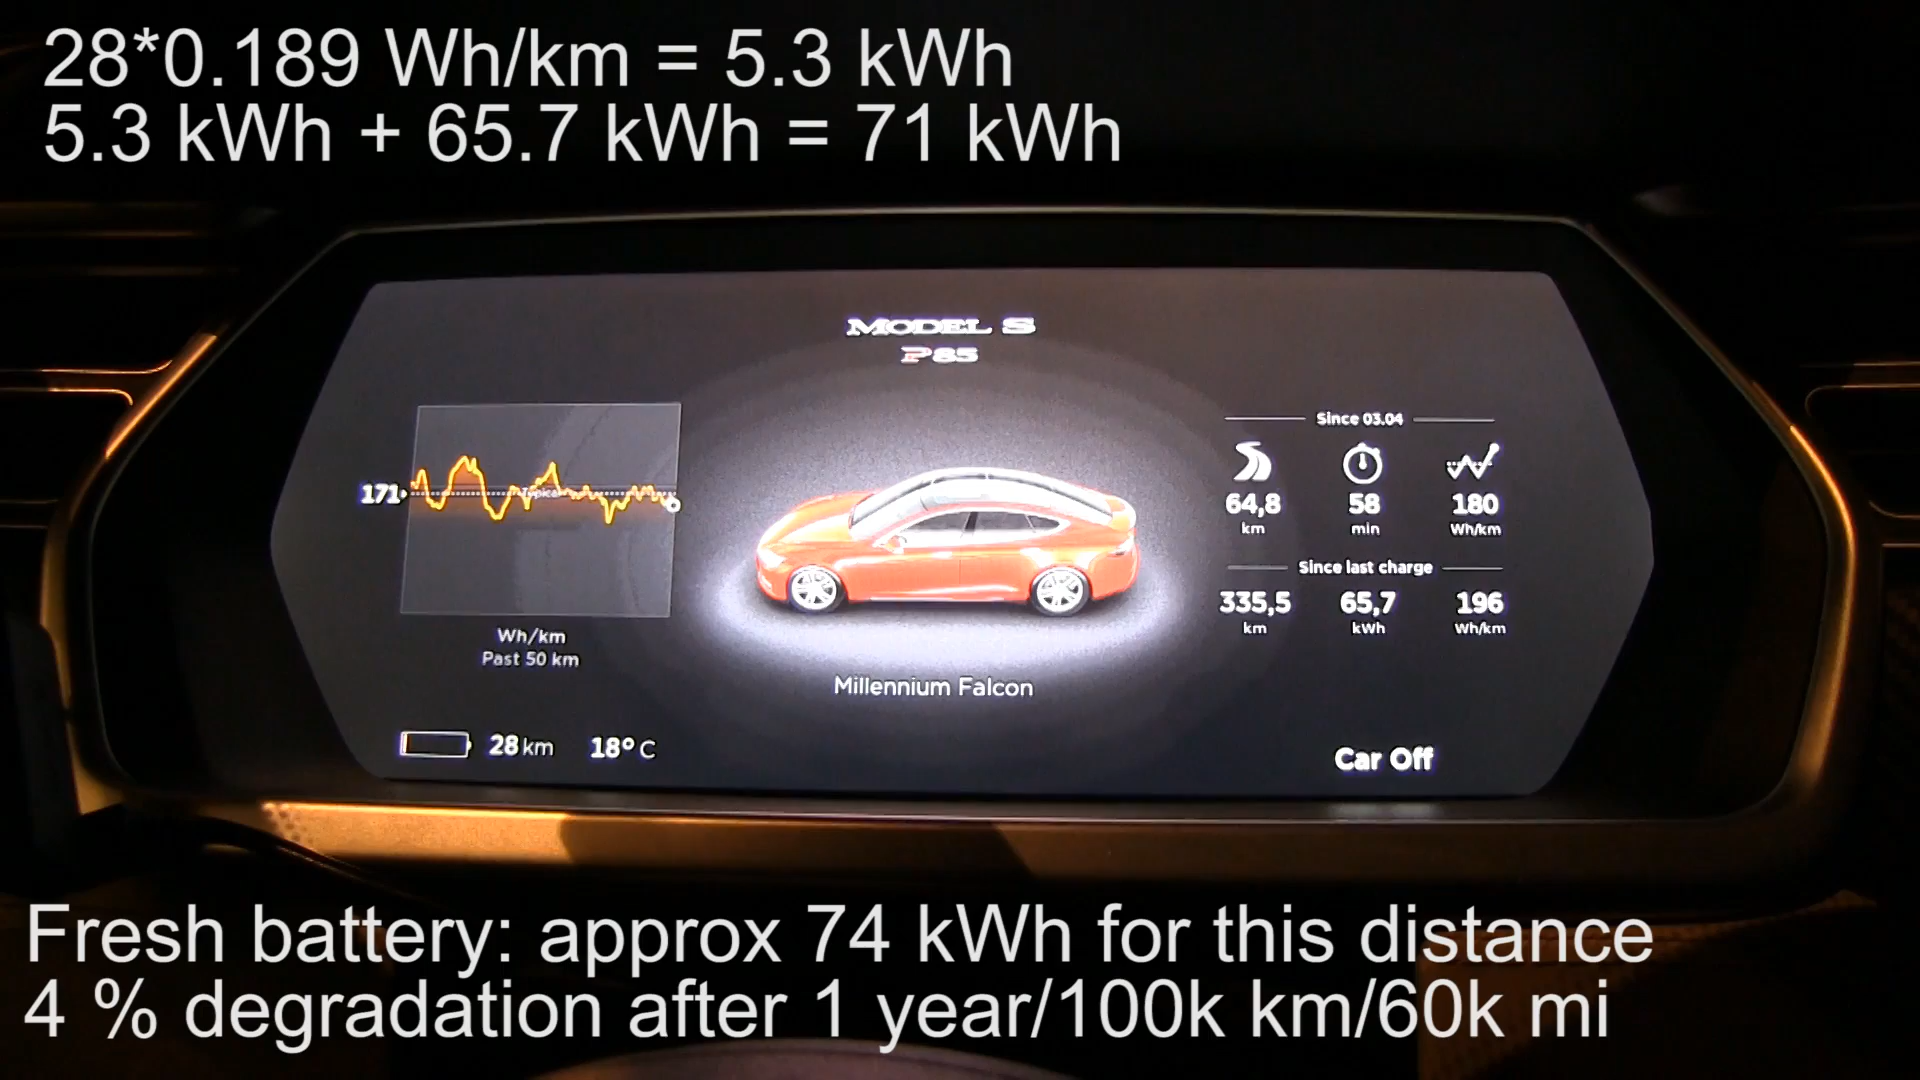 28*0.189 Wh/km = 5.3 kWh
5.3 kWh + 65.7 kWh = 71 kWh
MODEL S
P85
Since 03.04
171
Typical
64,8
58
180
km
min
Wh/km
Since last charge
335,5
65,7
196
km
kWh
Wh/km
Wh/km
Past 50 km
Millennium Falcon
28 km
18° C
Car Off
Fresh battery: approx 74 kWh for this distance
4 % degradation after 1 year/100k km/60k mi